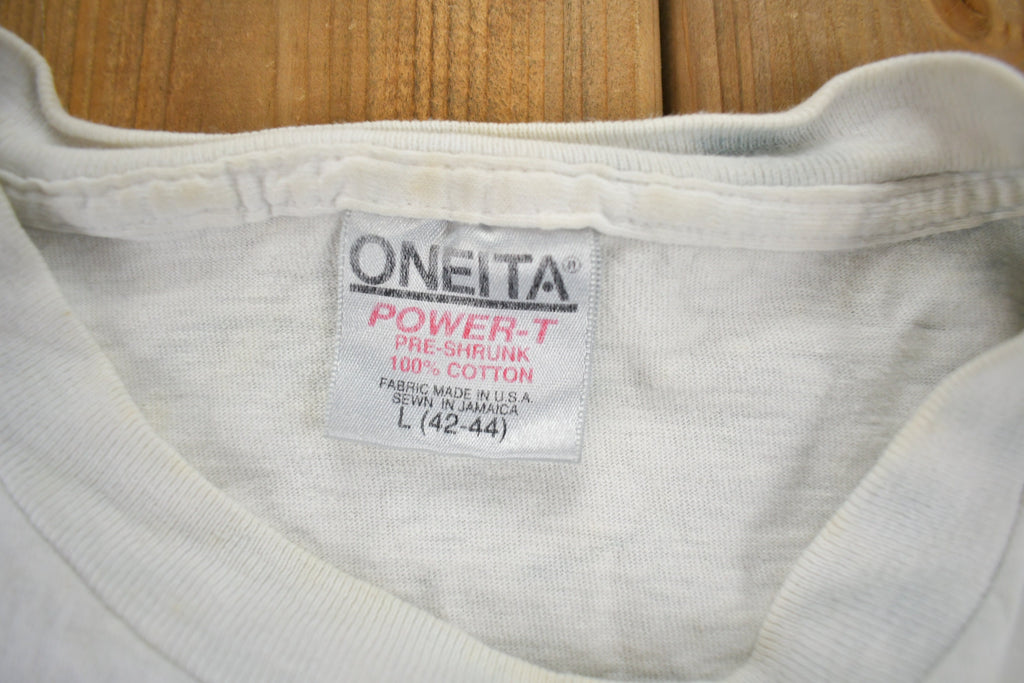 ONEITA®
POWER-T
PRE-SHRUNK
100% COTTON
FABRIC MADE IN U.S.A.
SEWN IN JAMAICA
L (42-44)